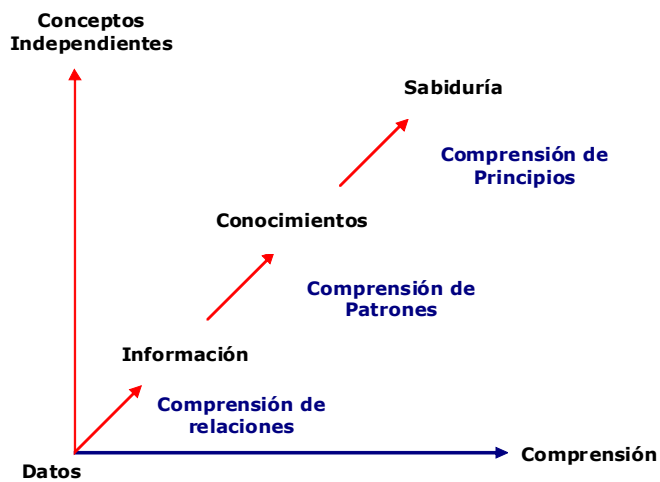 Conceptos
Independientes
Sabiduría
Comprensión de
Principios
Conocimientos
Comprensión de
Patrones
Información
Comprensión de
relaciones
Comprensión
Datos